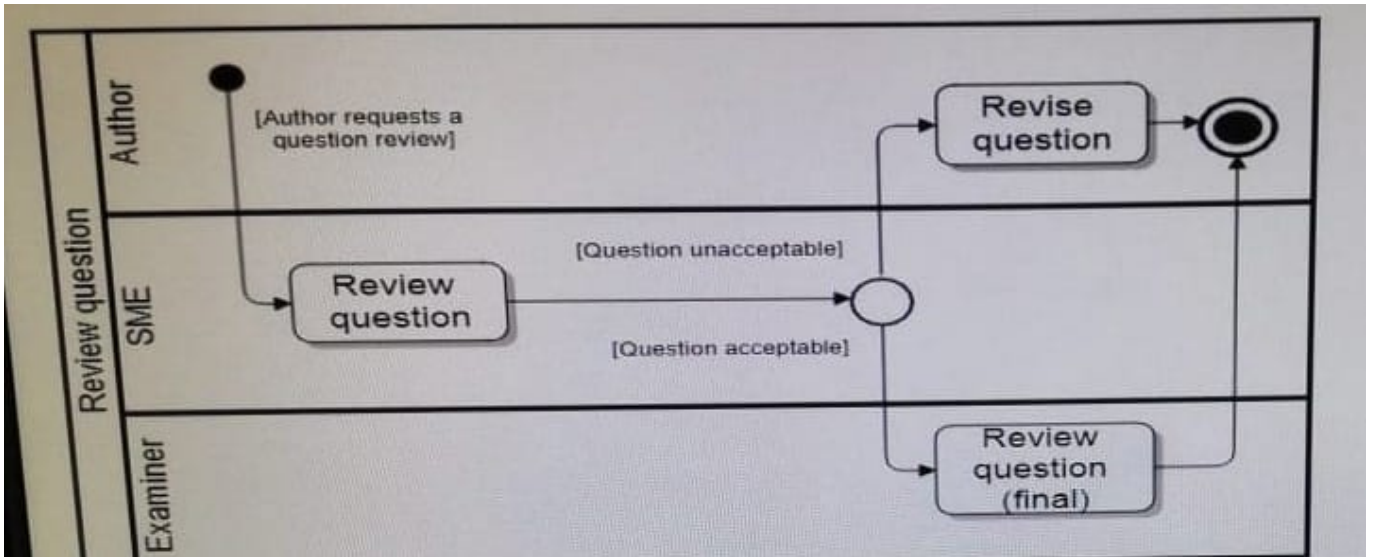 Review question
Author
[Author requests a
question review]
Revise
question
SME
Review
question
[Question unacceptable]
[Question acceptable]
Examiner
Review
question
(final)